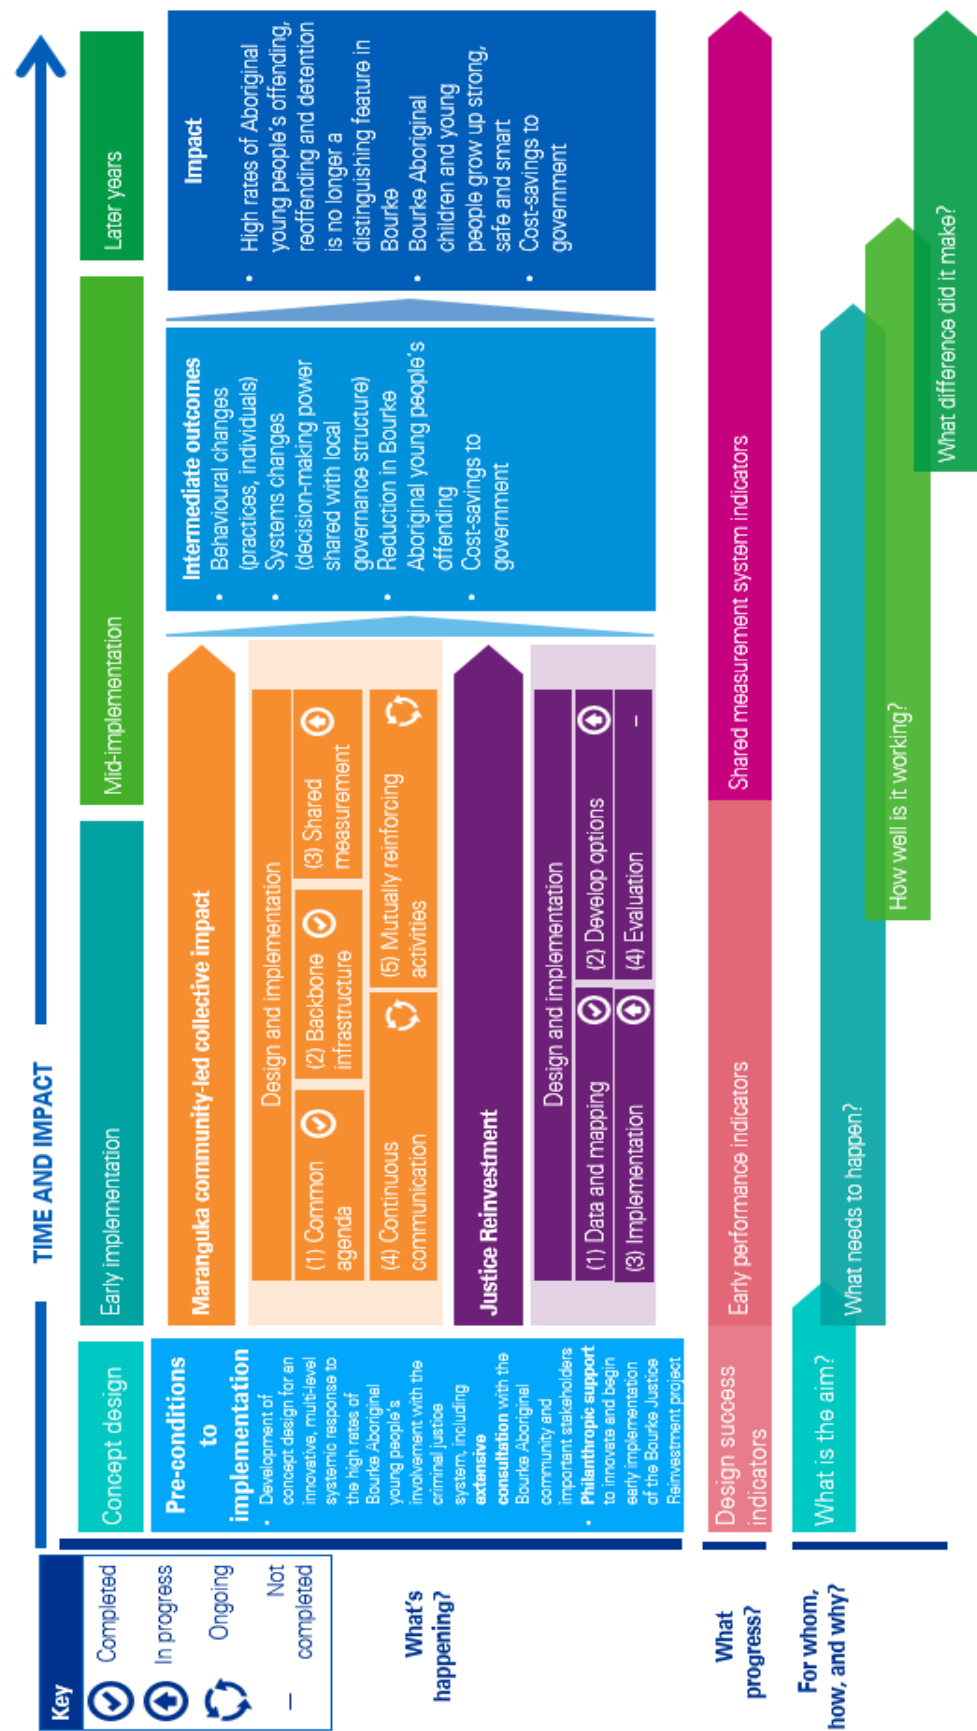 TIME AND IMPACT
Key
Completed
In progress
Ongoing
–
Not
completed
Concept design
Early implementation
Mid-implementation
Later years
What's
happening?
Pre-conditions
to
implementation
• Development of
concept design for an
innovative, multi-level
systemic response to
the high rates of
Bourke Aboriginal
young people's
involvement with the
criminal justice
system, including
extensive
consultation with the
Bourke Aboriginal
community and
important stakeholders
• Philanthropic support
to innovate and begin
early implementation
of the Bourke Justice
Reinvestment project
Maranguka community-led collective impact
Design and implementation
(1) Common
agenda
(2) Backbone
infrastructure
(3) Shared
measurement
(4) Continuous
communication
(5) Mutually reinforcing
activities
Justice Reinvestment
Design and implementation
(1) Data and mapping
(2) Develop options
(3) Implementation
(4) Evaluation
–
Intermediate outcomes
• Behavioural changes
(practices, individuals)
• Systems changes
(decision-making power
shared with local
governance structure)
• Reduction in Bourke
Aboriginal young people's
offending
• Cost-savings to
government
Impact
• High rates of Aboriginal
young people's offending,
reoffending and detention
is no longer a
distinguishing feature in
Bourke
• Bourke Aboriginal
children and young
people grow up strong,
safe and smart
• Cost-savings to
government
What
progress?
Design success
indicators
Early performance indicators
Shared measurement system indicators
For whom,
how, and why?
What is the aim?
What needs to happen?
How well is it working?
What difference did it make?